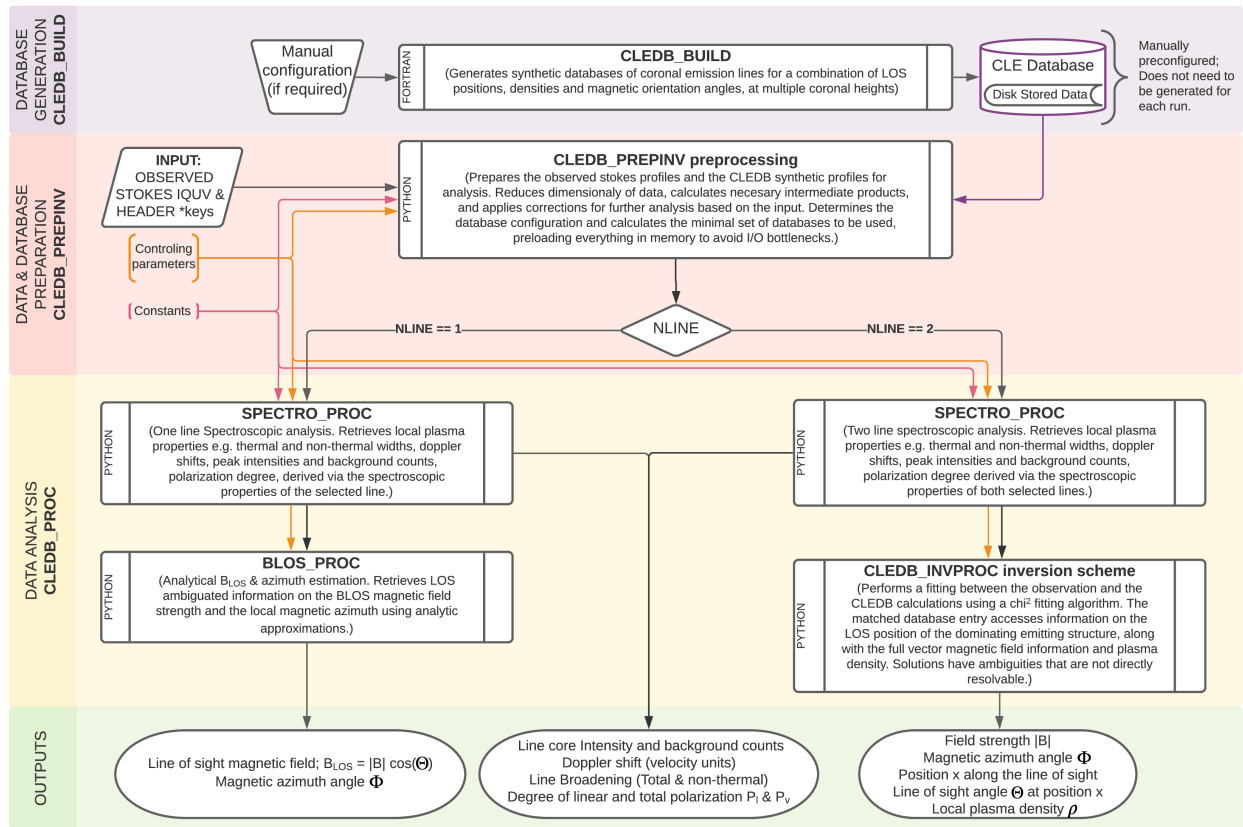 DATABASE
GENERATION
CLEDB_BUILD
Manual
configuration
(if required)
FORTRAN
CLEDB_BUILD
(Generates synthetic databases of coronal emission lines for a combination of LOS
positions, densities and magnetic orientation angles, at multiple coronal heights)
CLE Database
Disk Stored Data
Manually
preconfigured;
Does not need to
be generated for
each run.
DATA & DATABASE
PREPARATION
CLEDB_PREPINV
INPUT:
OBSERVED
STOKES IQUV &
HEADER *keys
Controling
parameters
Constants
PYTHON
CLEDB_PREPINV preprocessing
(Prepares the observed stokes profiles and the CLEDB synthetic profiles for
analysis. Reduces dimensionaly of data, calculates necesary intermediate products,
and applies corrections for further analysis based on the input. Determines the
database configuration and calculates the minimal set of databases to be used,
preloading everything in memory to avoid I/O bottlenecks.)
NLINE
NLINE == 1
NLINE == 2
DATA ANALYSIS
CLEDB_PROC
PYTHON
SPECTRO_PROC
(One line Spectroscopic analysis. Retrieves local plasma
properties e.g. thermal and non-thermal widths, doppler
shifts, peak intensities and background counts,
polarization degree, derived via the spectroscopic
properties of the selected line.)
PYTHON
SPECTRO_PROC
(Two line spectroscopic analysis. Retrieves local plasma
properties e.g. thermal and non-thermal widths, doppler
shifts, peak intensities and background counts,
polarization degree derived via the spectroscopic
properties of both selected lines.)
PYTHON
BLOS_PROC
(Analytical B_LOS & azimuth estimation. Retrieves LOS
ambiguated information on the BLOS magnetic field
strength and the local magnetic azimuth using analytic
approximations.)
PYTHON
CLEDB_INVPROC inversion scheme
(Performs a fitting between the observation and the
CLEDB calculations using a chi² fitting algorithm. The
matched database entry accesses information on the
LOS position of the dominating emitting structure, along
with the full vector magnetic field information and plasma
density. Solutions have ambiguities that are not directly
resolvable.)
OUTPUTS
Line of sight magnetic field; B_LOS = |B| cos(Θ)
Magnetic azimuth angle Φ
Line core Intensity and background counts
Doppler shift (velocity units)
Line Broadening (Total & non-thermal)
Degree of linear and total polarization P_l & P_v
Field strength |B|
Magnetic azimuth angle Φ
Position x along the line of sight
Line of sight angle Θ at position x
Local plasma density ρ